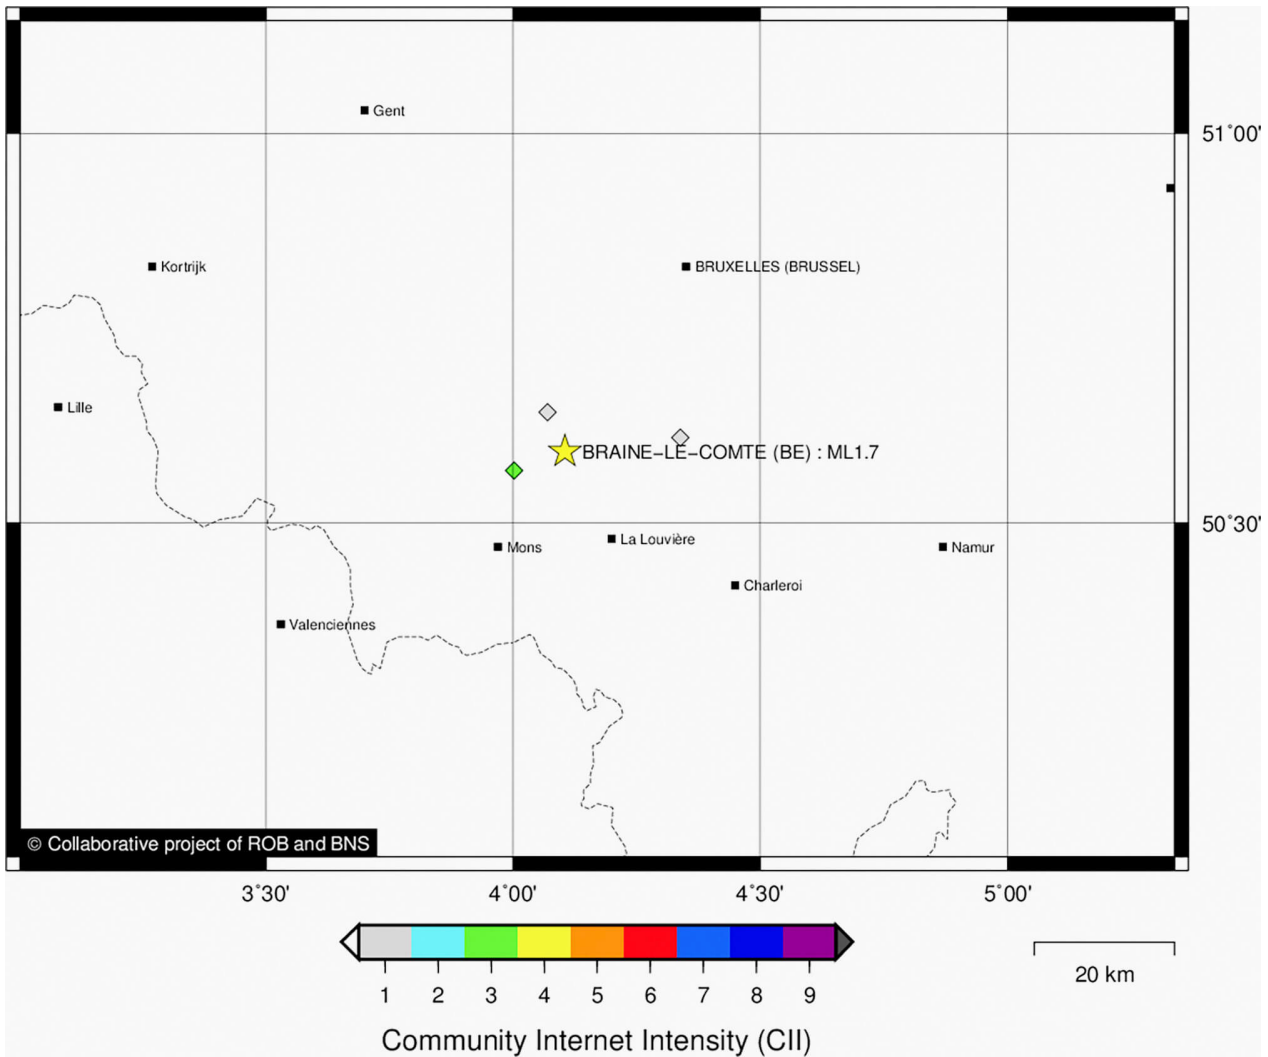 Gent
51°00'
Kortrijk
BRUXELLES (BRUSSEL)
Lille
BRAINE–LE–COMTE (BE) : ML1.7
50°30'
Mons
La Louvière
Namur
Charleroi
Valenciennes
© Collaborative project of ROB and BNS
3°30' 4°00' 4°30' 5°00'
1 2 3 4 5 6 7 8 9
20 km
Community Internet Intensity (CII)